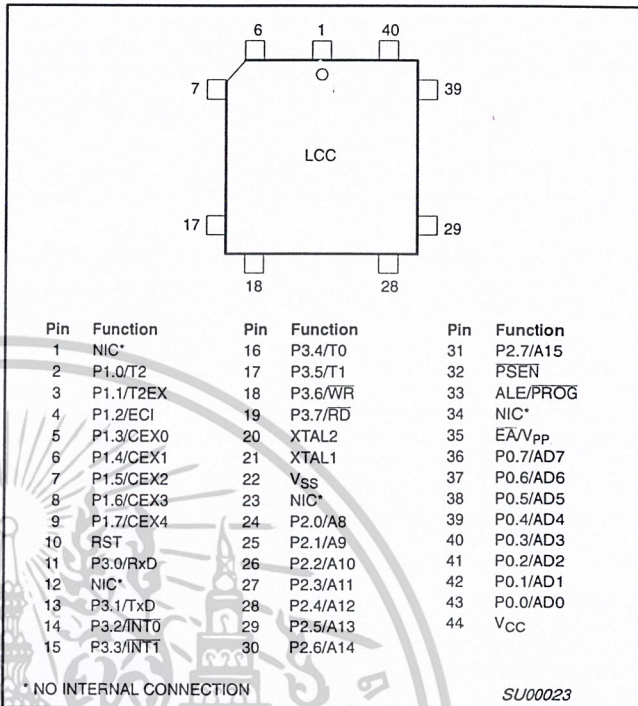 6 1 40
7 39
LCC
17 29
18 28
Pin Function Pin Function Pin Function
1 NIC* 16 P3.4/T0 31 P2.7/A15
2 P1.0/T2 17 P3.5/T1 32 PSEN
3 P1.1/T2EX 18 P3.6/WR 33 ALE/PROG
4 P1.2/ECI 19 P3.7/RD 34 NIC*
5 P1.3/CEX0 20 XTAL2 35 EA/VPP
6 P1.4/CEX1 21 XTAL1 36 P0.7/AD7
7 P1.5/CEX2 22 VSS 37 P0.6/AD6
8 P1.6/CEX3 23 NIC* 38 P0.5/AD5
9 P1.7/CEX4 24 P2.0/A8 39 P0.4/AD4
10 RST 25 P2.1/A9 40 P0.3/AD3
11 P3.0/RxD 26 P2.2/A10 41 P0.2/AD2
12 NIC* 27 P2.3/A11 42 P0.1/AD1
13 P3.1/TxD 28 P2.4/A12 43 P0.0/AD0
14 P3.2/INT0 29 P2.5/A13 44 VCC
15 P3.3/INT1 30 P2.6/A14
* NO INTERNAL CONNECTION SU00023